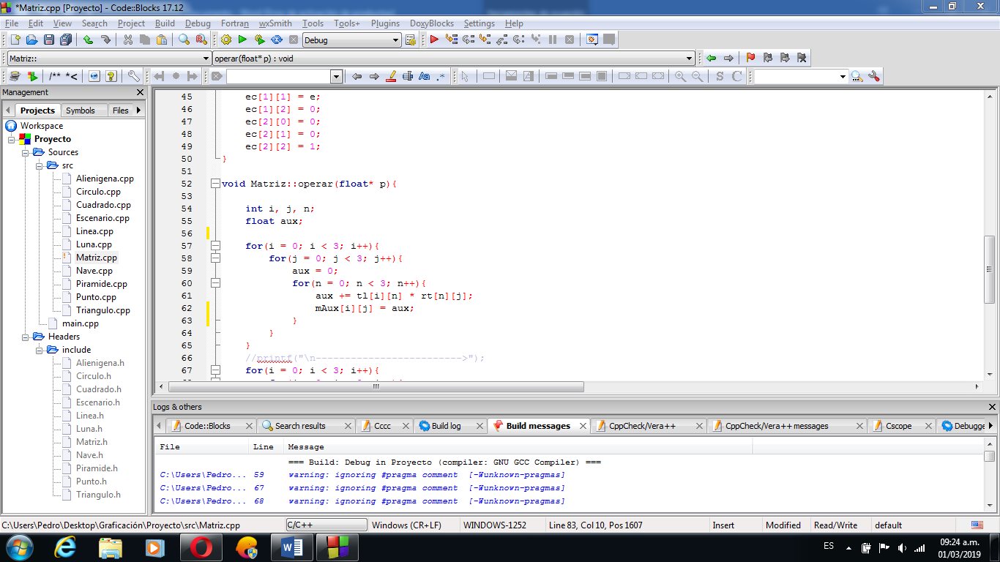 *Matriz.cpp [Proyecto] - Code::Blocks 17.12
File Edit View Search Project Build Debug Fortran wxSmith Tools Tools+ Plugins DoxyBlocks Settings Help
Debug
Matriz:: operar(float* p) : void
/** *< Aa .* S C
Management
Projects Symbols Files
Workspace
Proyecto
Sources
src
Alienigena.cpp
Circulo.cpp
Cuadrado.cpp
Escenario.cpp
Linea.cpp
Luna.cpp
Matriz.cpp
Nave.cpp
Piramide.cpp
Punto.cpp
Triangulo.cpp
main.cpp
Headers
include
Alienigena.h
Circulo.h
Cuadrado.h
Escenario.h
Linea.h
Luna.h
Matriz.h
Nave.h
Piramide.h
Punto.h
Triangulo.h
45 ec[1][1] = e;
46 ec[1][2] = 0;
47 ec[2][0] = 0;
48 ec[2][1] = 0;
49 ec[2][2] = 1;
50 }
51
52 void Matriz::operar(float* p){
53
54 int i, j, n;
55 float aux;
56
57 for(i = 0; i < 3; i++){
58 for(j = 0; j < 3; j++){
59 aux = 0;
60 for(n = 0; n < 3; n++){
61 aux += tl[i][n] * rt[n][j];
62 mAux[i][j] = aux;
63 }
64 }
65 }
66 //printf("\n------------------------->");
67 for(i = 0; i < 3; i++){
Logs & others
Code::Blocks Search results Cccc Build log Build messages CppCheck/Vera++ CppCheck/Vera++ messages Cscope Debugge
File Line Message
=== Build: Debug in Proyecto (compiler: GNU GCC Compiler) ===
C:\Users\Pedro... 59 warning: ignoring #pragma comment [-Wunknown-pragmas]
C:\Users\Pedro... 67 warning: ignoring #pragma comment [-Wunknown-pragmas]
C:\Users\Pedro... 68 warning: ignoring #pragma comment [-Wunknown-pragmas]
C:\Users\Pedro\Desktop\Graficación\Proyecto\src\Matriz.cpp C/C++ Windows (CR+LF) WINDOWS-1252 Line 83, Col 10, Pos 1607 Insert Modified Read/Write default
ES 09:24 a.m.
01/03/2019